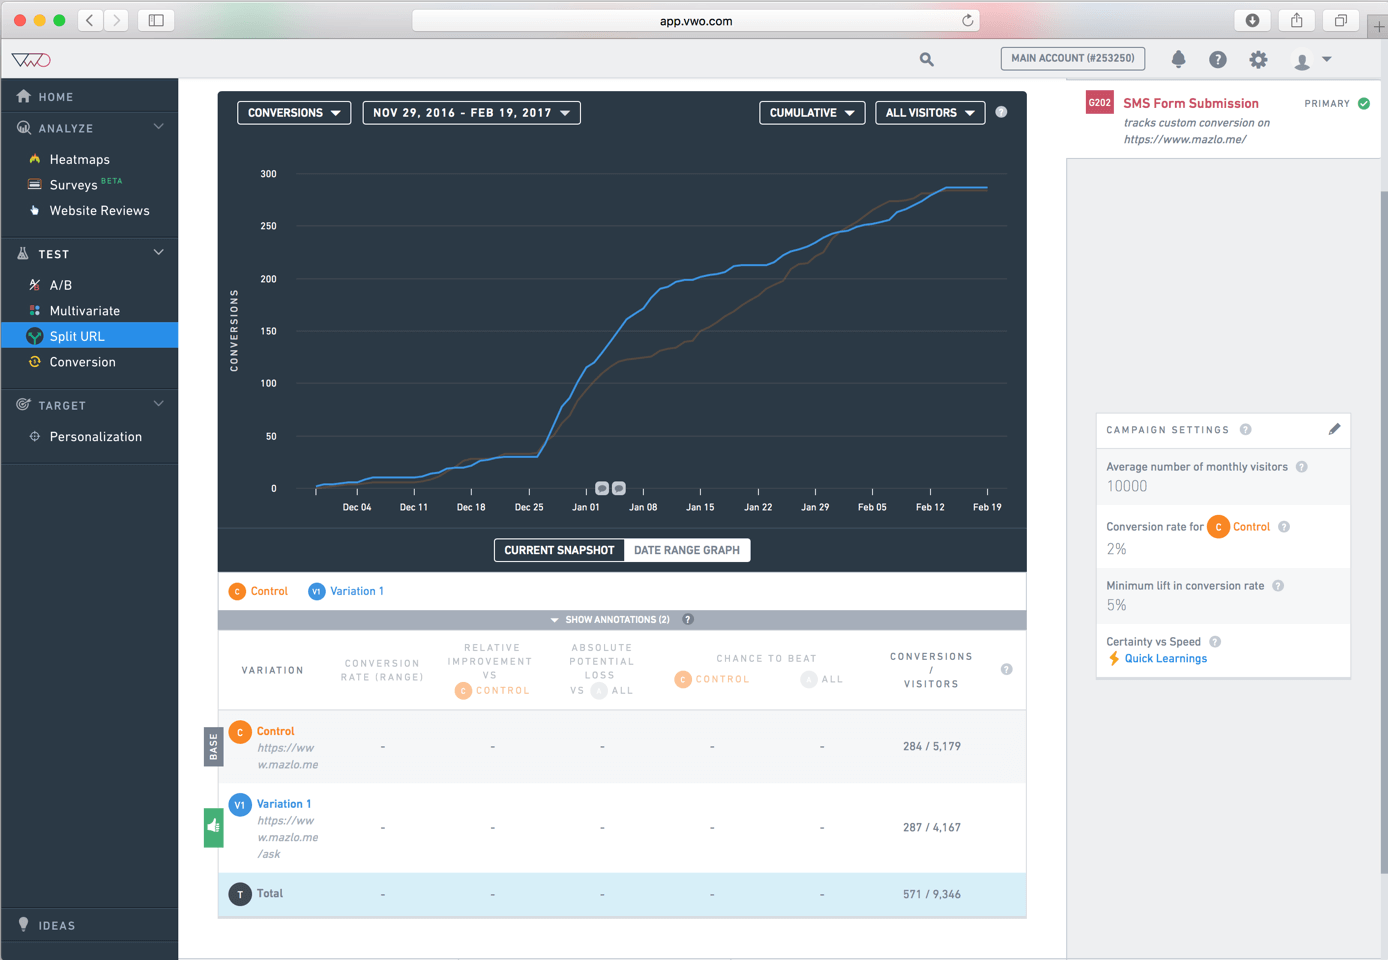 app.vwo.com
VWO
MAIN ACCOUNT (#253250)
?
HOME
ANALYZE
Heatmaps
Surveys BETA
Website Reviews
TEST
A/B
Multivariate
Split URL
Conversion
TARGET
Personalization
IDEAS
CONVERSIONS
NOV 29, 2016 - FEB 19, 2017
CUMULATIVE
ALL VISITORS
?
CONVERSIONS
300
250
200
150
100
50
0
Dec 04
Dec 11
Dec 18
Dec 25
Jan 01
Jan 08
Jan 15
Jan 22
Jan 29
Feb 05
Feb 12
Feb 19
CURRENT SNAPSHOT
DATE RANGE GRAPH
C Control
V1 Variation 1
SHOW ANNOTATIONS (2) ?
VARIATION
CONVERSION
RATE (RANGE)
RELATIVE
IMPROVEMENT
VS
C CONTROL
ABSOLUTE
POTENTIAL
LOSS
VS A ALL
CHANCE TO BEAT
C CONTROL
A ALL
CONVERSIONS
/
VISITORS
?
BASE
C Control
https://ww
w.mazlo.me
- - - - - 284 / 5,179
V1 Variation 1
https://ww
w.mazlo.me
/ask
- - - - - 287 / 4,167
T Total - - - - - 571 / 9,346
G202 SMS Form Submission PRIMARY
tracks custom conversion on
https://www.mazlo.me/
CAMPAIGN SETTINGS ?
Average number of monthly visitors ?
10000
Conversion rate for C Control ?
2%
Minimum lift in conversion rate ?
5%
Certainty vs Speed ?
Quick Learnings